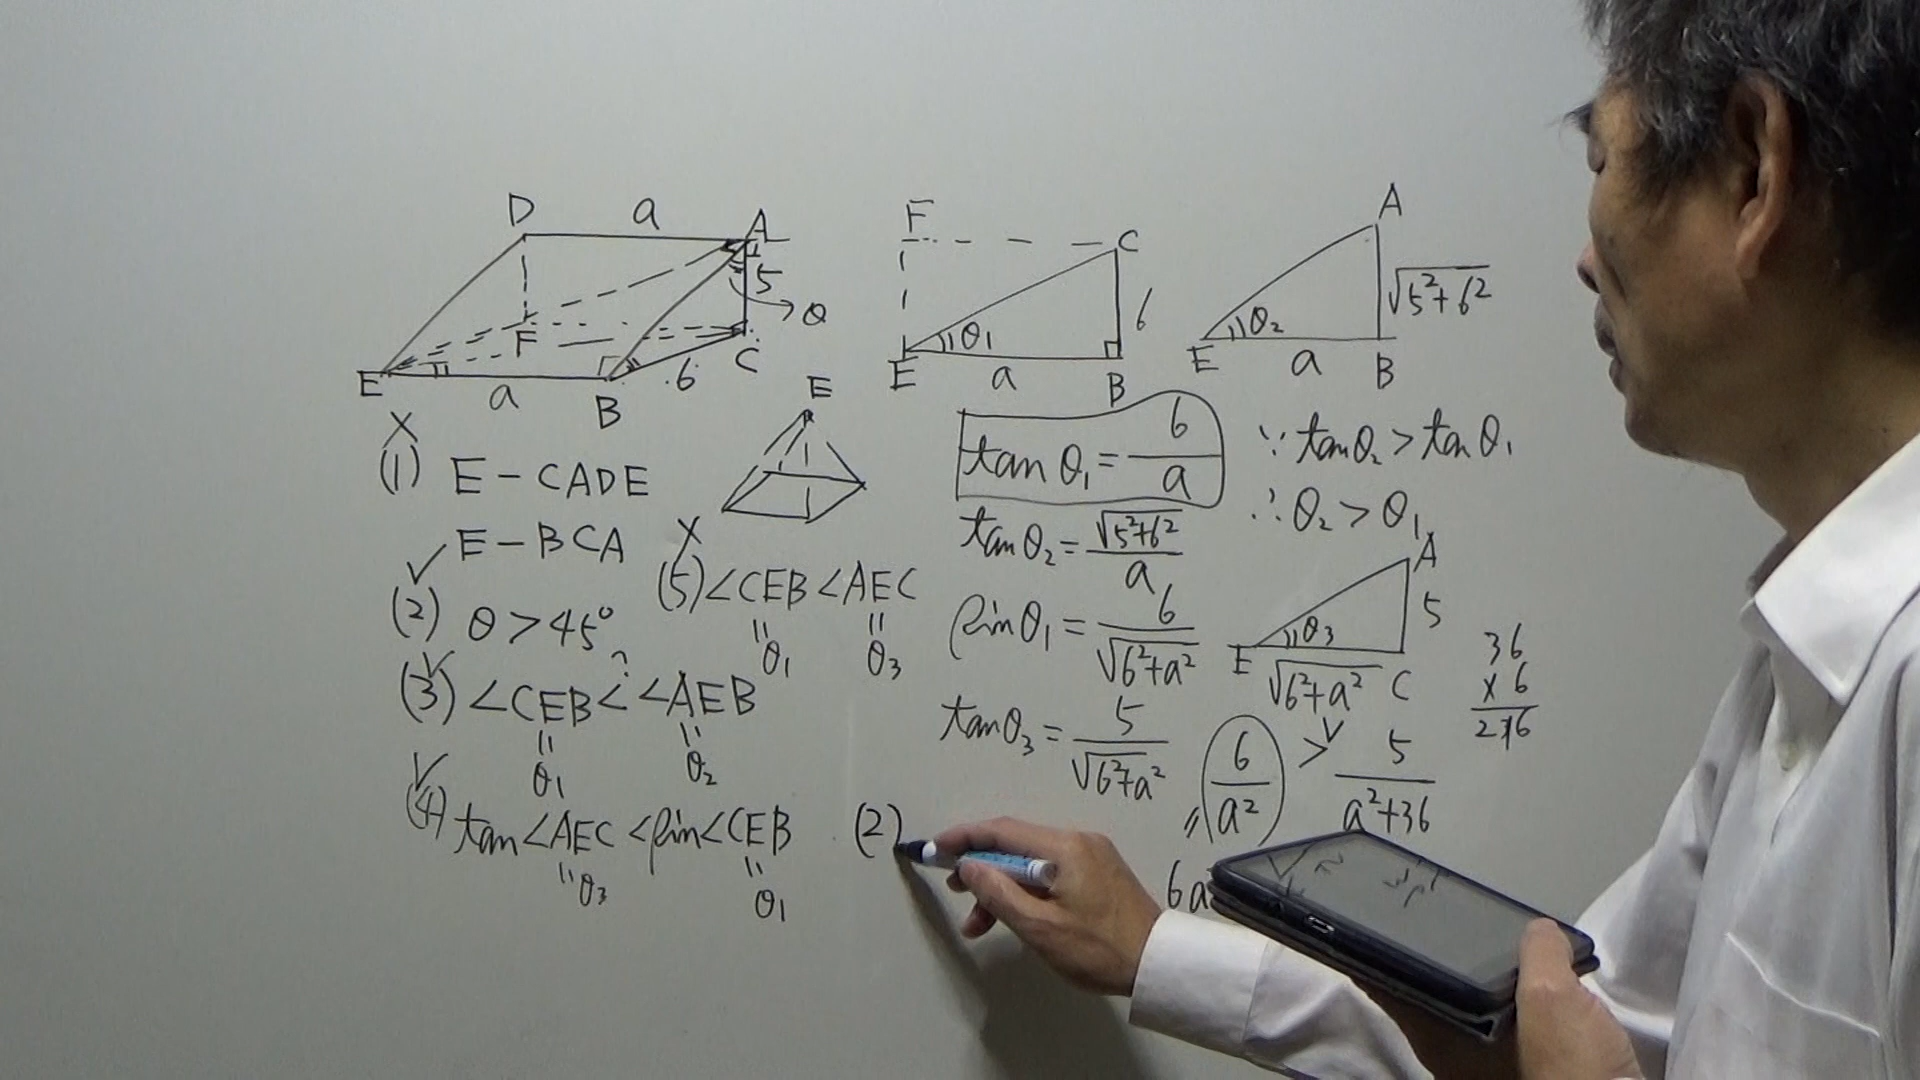 D a A
5
θ
F C
E a B 6
E
X
(1) E-CADE
E-BCA
✓
(2) θ>45°
✓ ?
(3) ∠CEB<∠AEB
=θ₁ =θ₂
✓
(4) tan∠AEC<sin∠CEB
=θ₃ =θ₁
X
(5) ∠CEB<∠AEC
=θ₁ =θ₃
F C
6
θ₁
E a B
tanθ₁=6/a
tanθ₂=√(5²+6²)/a
sinθ₁=6/√(6²+a²)
tanθ₃=5/√(6²+a²)
(2)
A
√(5²+6²)
θ₂
E a B
∵tanθ₂>tanθ₁
∴θ₂>θ₁
A
5
θ₃
E √(6²+a²) C
36
×6
216
6/a² > 5/(a²+36)
✓
6a